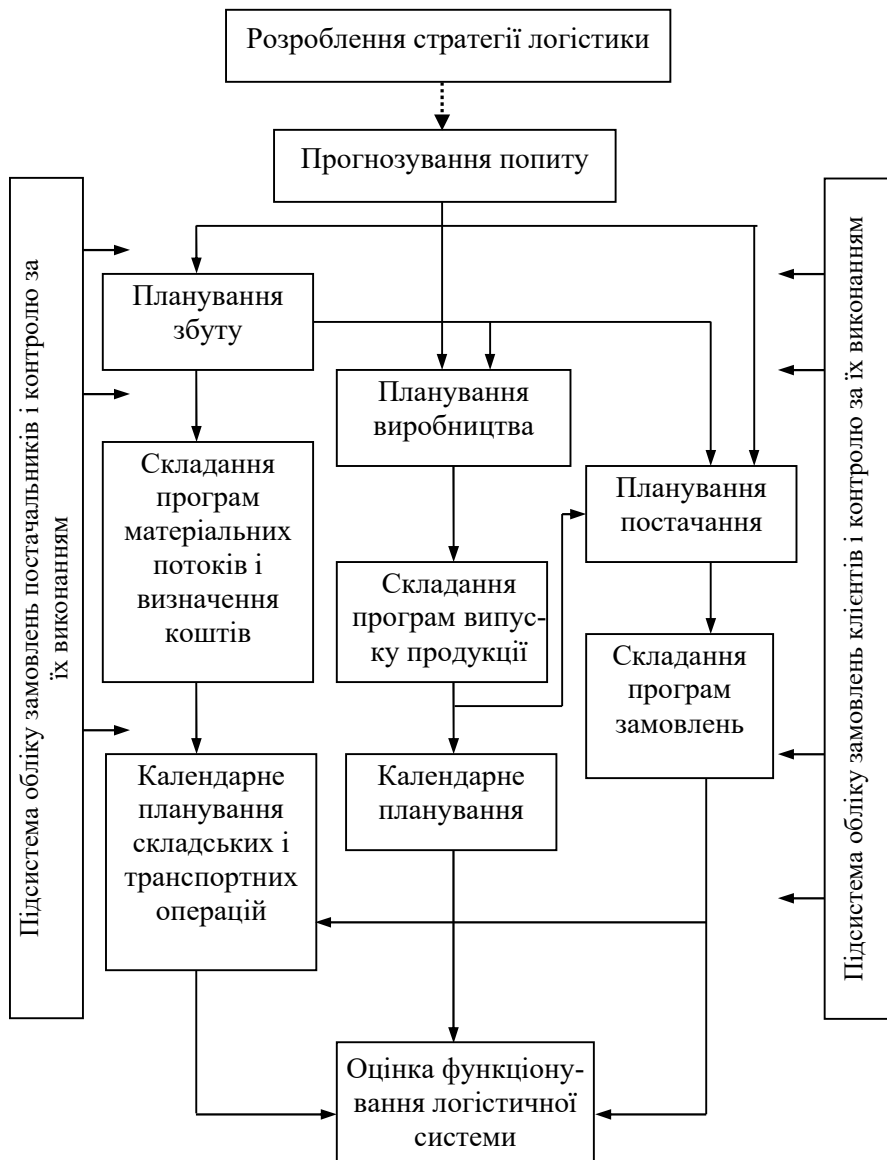 Розроблення стратегії логістики
Прогнозування попиту
Підсистема обліку замовлень постачальників і контролю за
їх виконанням
Планування
збуту
Складання
програм
матеріальних
потоків і
визначення
коштів
Календарне
планування
складських і
транспортних
операцій
Планування
виробництва
Складання
програм випус-
ку продукції
Календарне
планування
Планування
постачання
Складання
програм
замовлень
Підсистема обліку замовлень клієнтів і контролю за їх виконанням
Оцінка функціону-
вання логістичної
системи